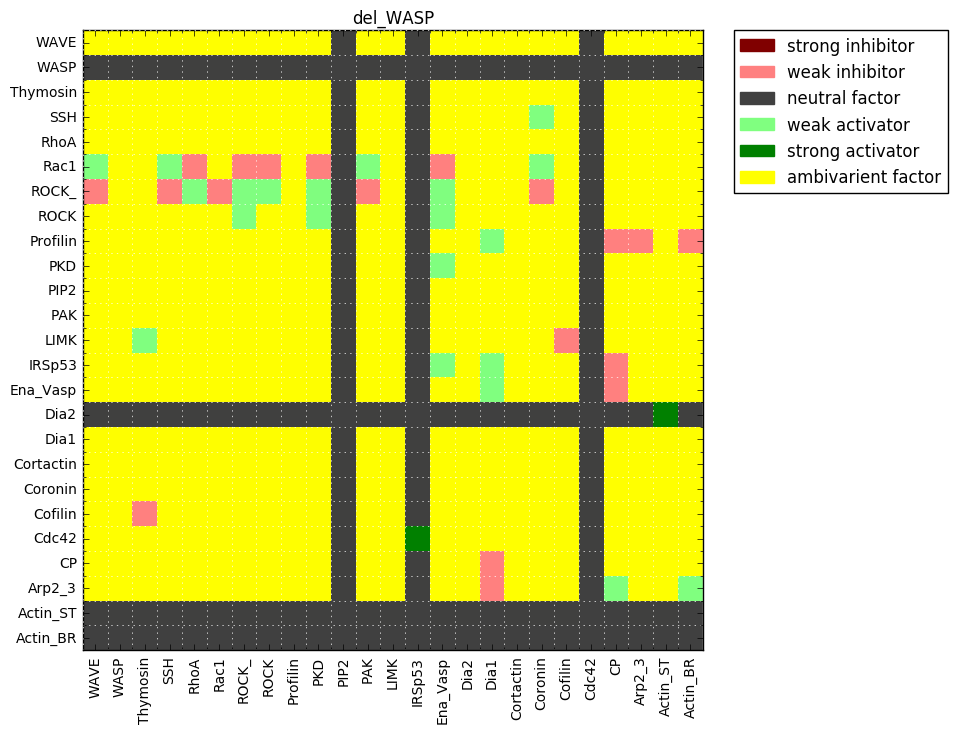 del_WASP
WAVE
WASP
Thymosin
SSH
RhoA
Rac1
ROCK_
ROCK
Profilin
PKD
PIP2
PAK
LIMK
IRSp53
Ena_Vasp
Dia2
Dia1
Cortactin
Coronin
Cofilin
Cdc42
CP
Arp2_3
Actin_ST
Actin_BR
WAVE
WASP
Thymosin
SSH
RhoA
Rac1
ROCK_
ROCK
Profilin
PKD
PIP2
PAK
LIMK
IRSp53
Ena_Vasp
Dia2
Dia1
Cortactin
Coronin
Cofilin
Cdc42
CP
Arp2_3
Actin_ST
Actin_BR
strong inhibitor
weak inhibitor
neutral factor
weak activator
strong activator
ambivarient factor